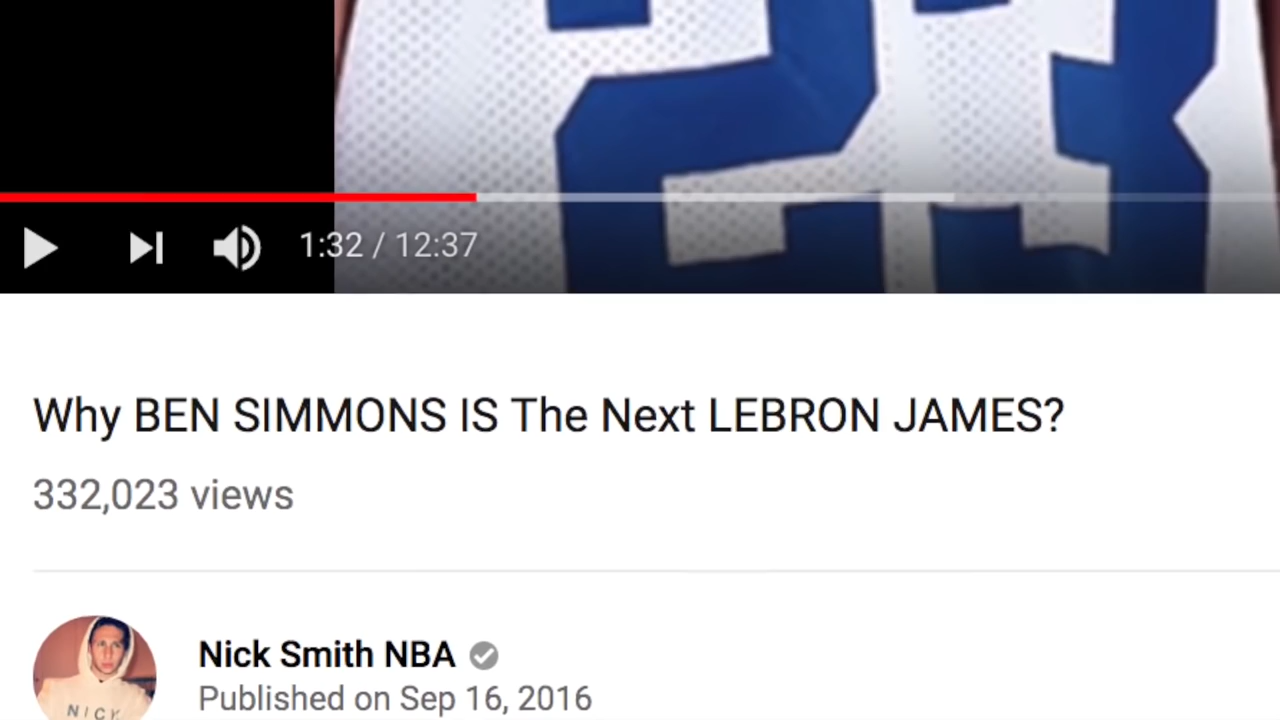 23
1:32 / 12:37
Why BEN SIMMONS IS The Next LEBRON JAMES?
332,023 views
Nick Smith NBA
Published on Sep 16, 2016
NICK